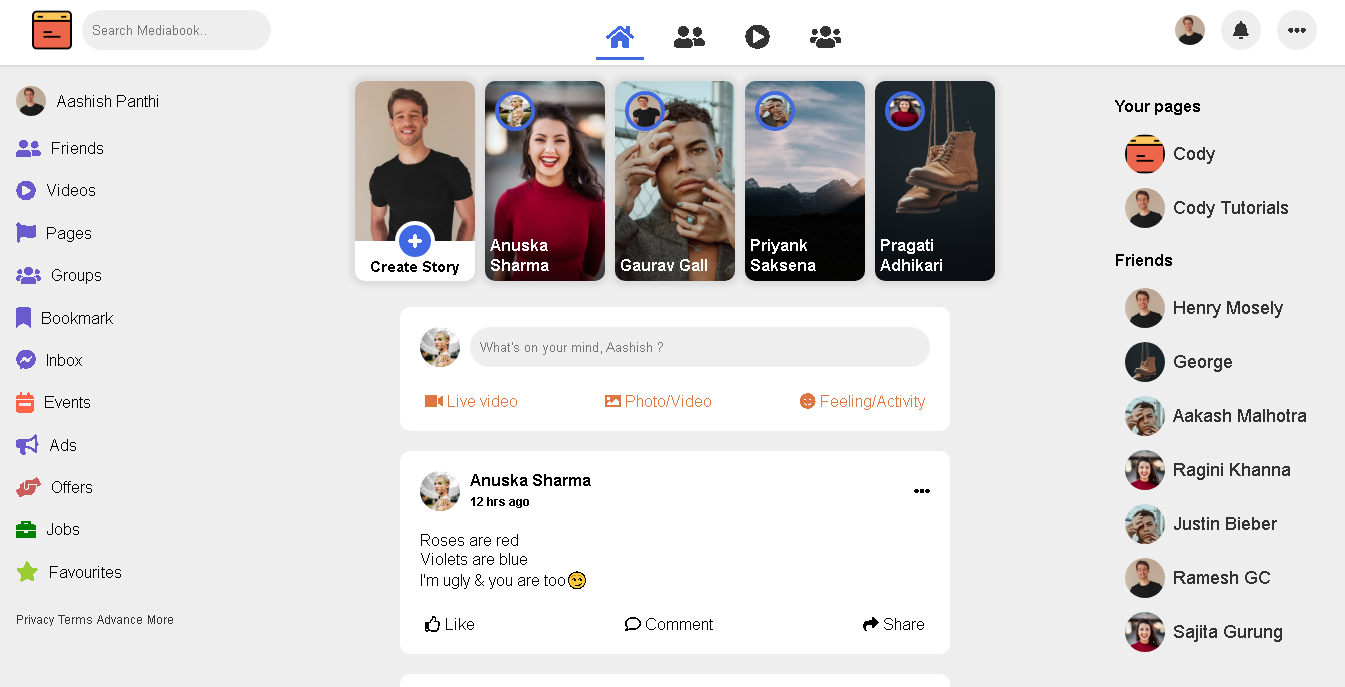 Search Mediabook..
Aashish Panthi
Friends
Videos
Pages
Groups
Bookmark
Inbox
Events
Ads
Offers
Jobs
Favourites
Privacy Terms Advance More
Create Story
Anuska
Sharma
Gaurav Gall
Priyank
Saksena
Pragati
Adhikari
What's on your mind, Aashish ?
Live video
Photo/Video
Feeling/Activity
Anuska Sharma
12 hrs ago
Roses are red
Violets are blue
I'm ugly & you are too😏
Like
Comment
Share
Your pages
Cody
Cody Tutorials
Friends
Henry Mosely
George
Aakash Malhotra
Ragini Khanna
Justin Bieber
Ramesh GC
Sajita Gurung